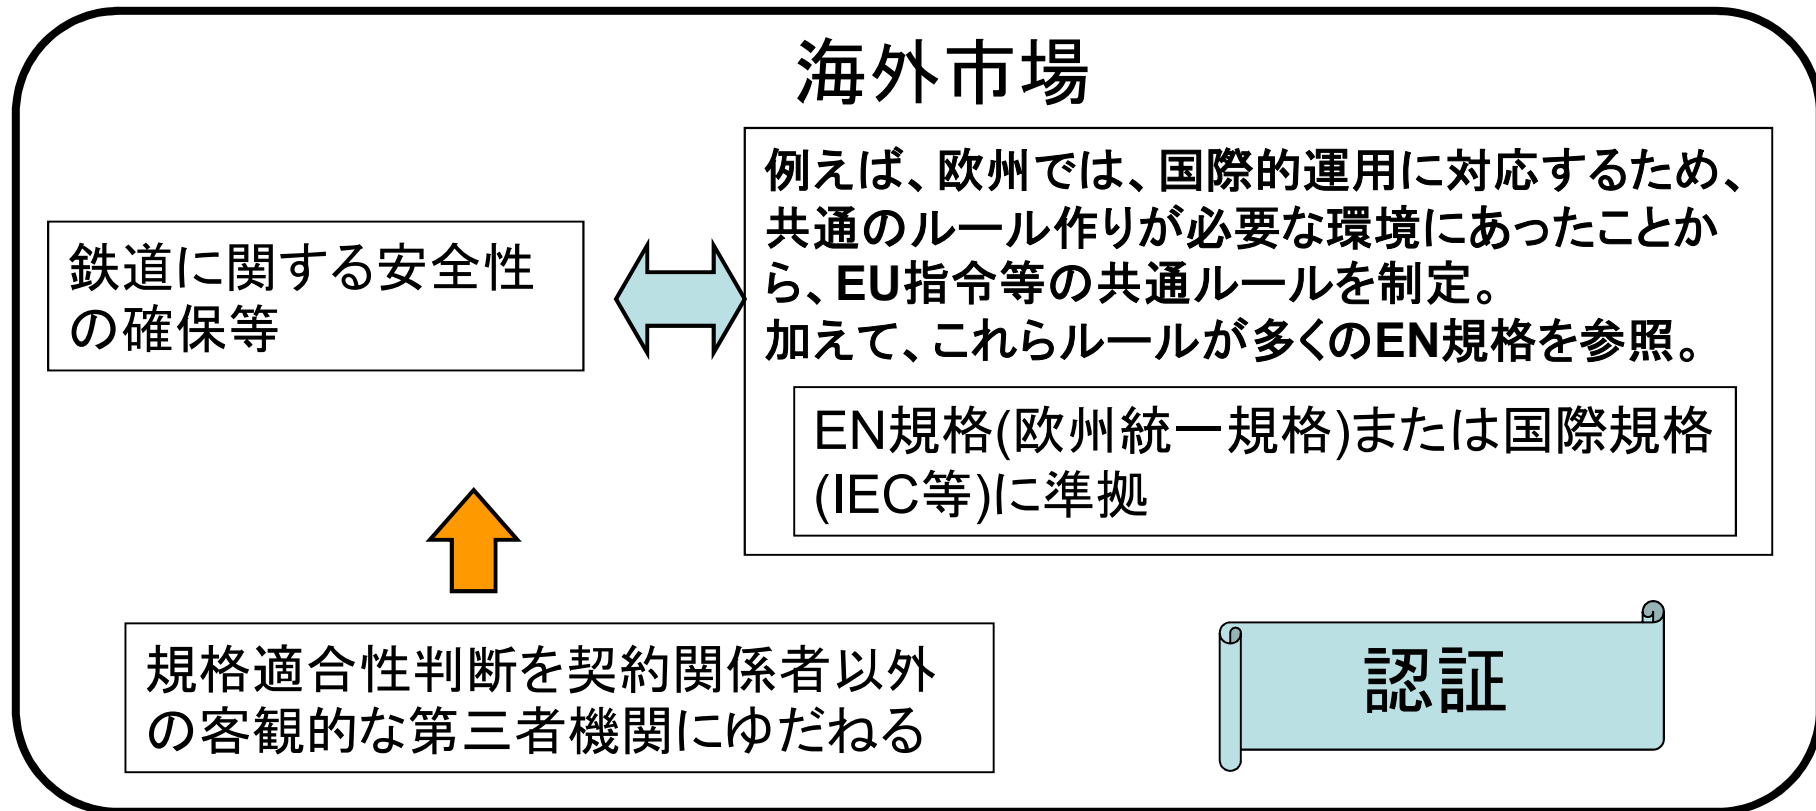 海外市場
例えば、欧州では、国際的運用に対応するため、
共通のルール作りが必要な環境にあったことか
ら、EU指令等の共通ルールを制定。
加えて、これらルールが多くのEN規格を参照。
鉄道に関する安全性
の確保等
EN規格(欧州統一規格)または国際規格
(IEC等)に準拠
規格適合性判断を契約関係者以外
の客観的な第三者機関にゆだねる
認証